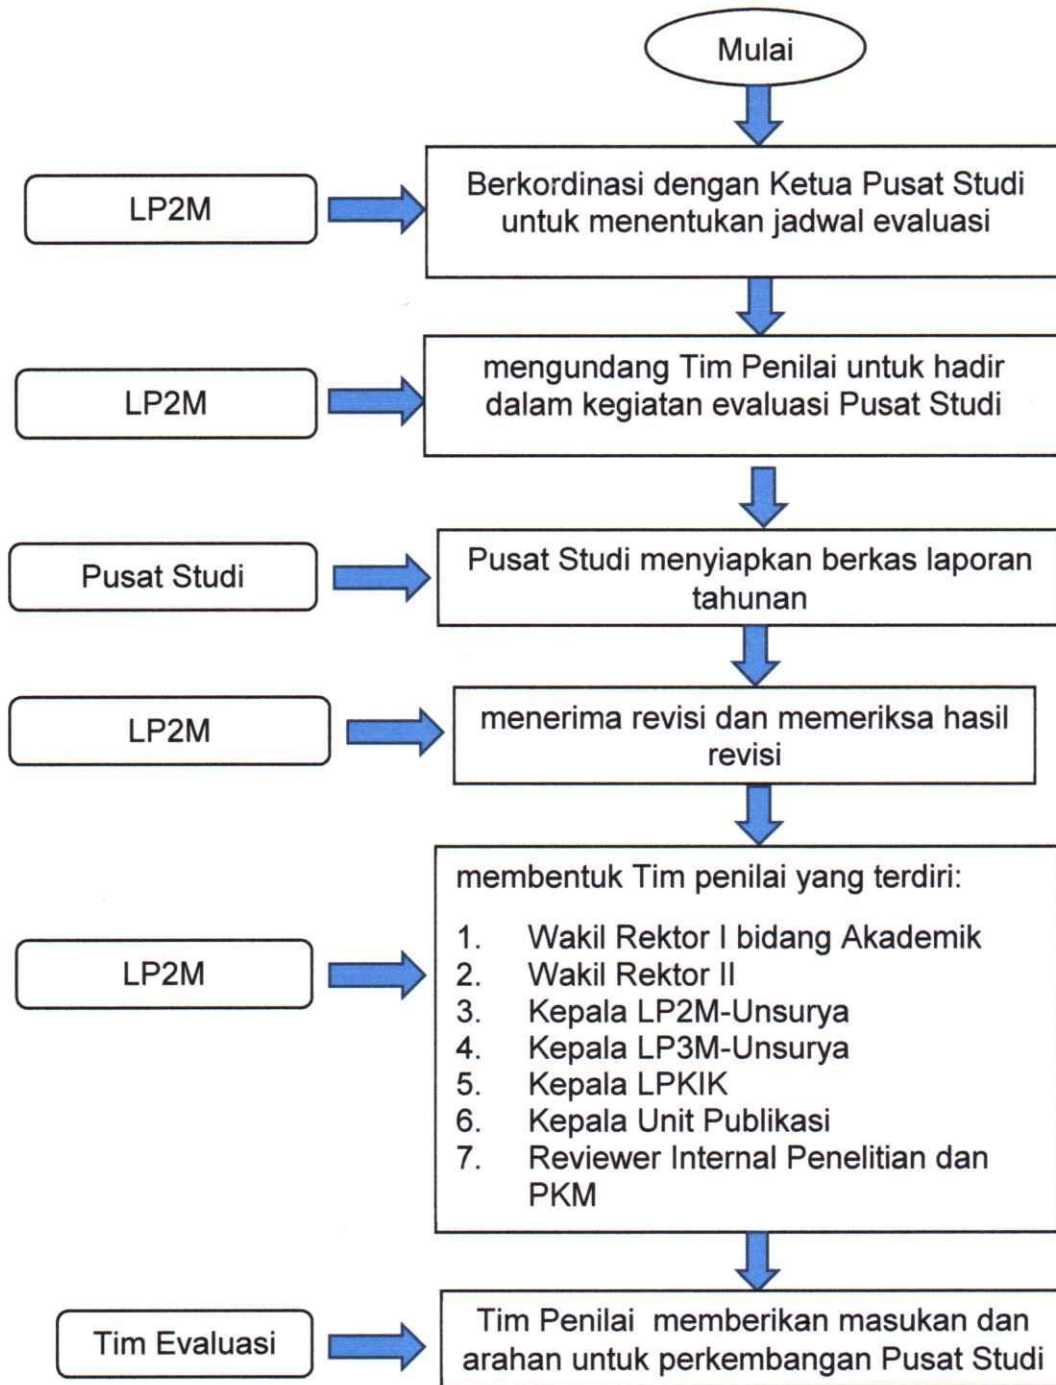 Mulai
LP2M
Berkordinasi dengan Ketua Pusat Studi
untuk menentukan jadwal evaluasi
LP2M
mengundang Tim Penilai untuk hadir
dalam kegiatan evaluasi Pusat Studi
Pusat Studi
Pusat Studi menyiapkan berkas laporan
tahunan
LP2M
menerima revisi dan memeriksa hasil
revisi
LP2M
membentuk Tim penilai yang terdiri:
1. Wakil Rektor I bidang Akademik
2. Wakil Rektor II
3. Kepala LP2M-Unsurya
4. Kepala LP3M-Unsurya
5. Kepala LPKIK
6. Kepala Unit Publikasi
7. Reviewer Internal Penelitian dan
PKM
Tim Evaluasi
Tim Penilai memberikan masukan dan
arahan untuk perkembangan Pusat Studi